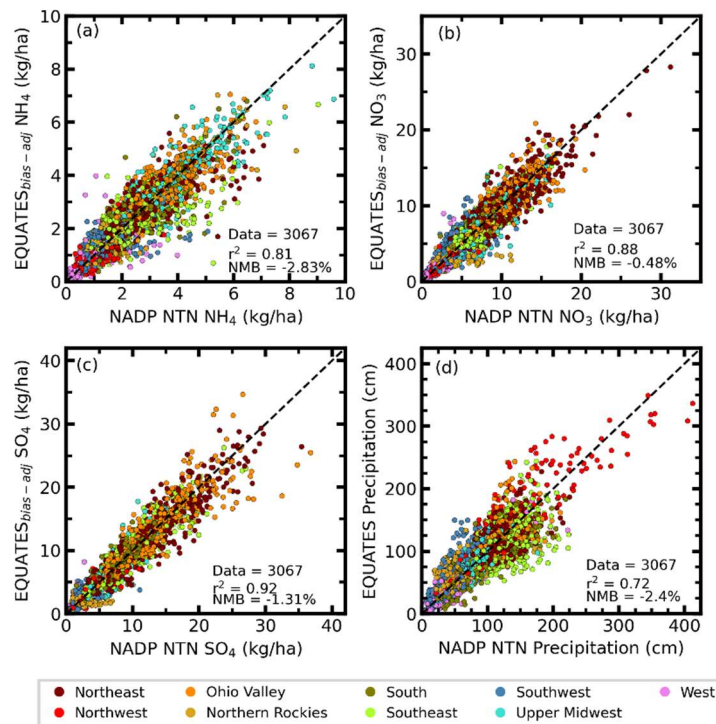 (a)
EQUATES bias-adj NH4 (kg/ha)
10
8
6
4
2
0
Data = 3067
r² = 0.81
NMB = -2.83%
0 2 4 6 8 10
NADP NTN NH4 (kg/ha)
(b)
EQUATES bias-adj NO3 (kg/ha)
35
30
20
10
0
Data = 3067
r² = 0.88
NMB = -0.48%
0 10 20 30
NADP NTN NO3 (kg/ha)
(c)
EQUATES bias-adj SO4 (kg/ha)
40
30
20
10
0
Data = 3067
r² = 0.92
NMB = -1.31%
0 10 20 30 40
NADP NTN SO4 (kg/ha)
(d)
EQUATES Precipitation (cm)
400
300
200
100
0
Data = 3067
r² = 0.72
NMB = -2.4%
0 100 200 300 400
NADP NTN Precipitation (cm)
Northeast Ohio Valley South Southwest West
Northwest Northern Rockies Southeast Upper Midwest